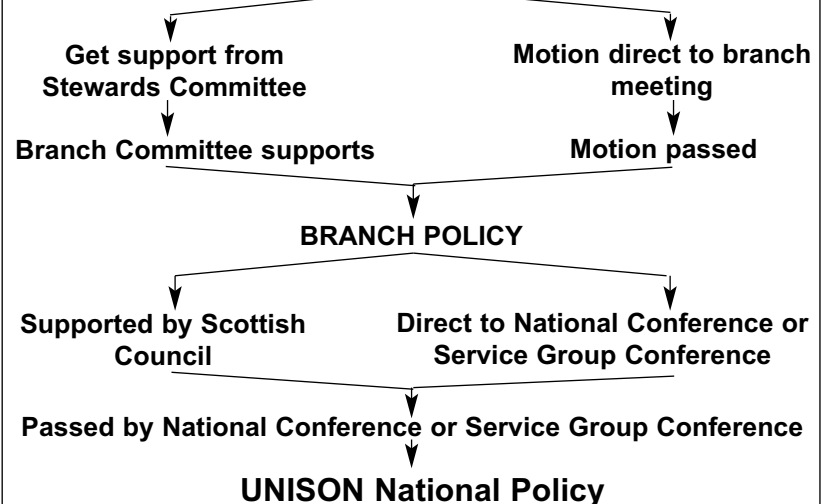 Get support from
Stewards Committee
Motion direct to branch
meeting
Branch Committee supports
Motion passed
BRANCH POLICY
Supported by Scottish
Council
Direct to National Conference or
Service Group Conference
Passed by National Conference or Service Group Conference
UNISON National Policy